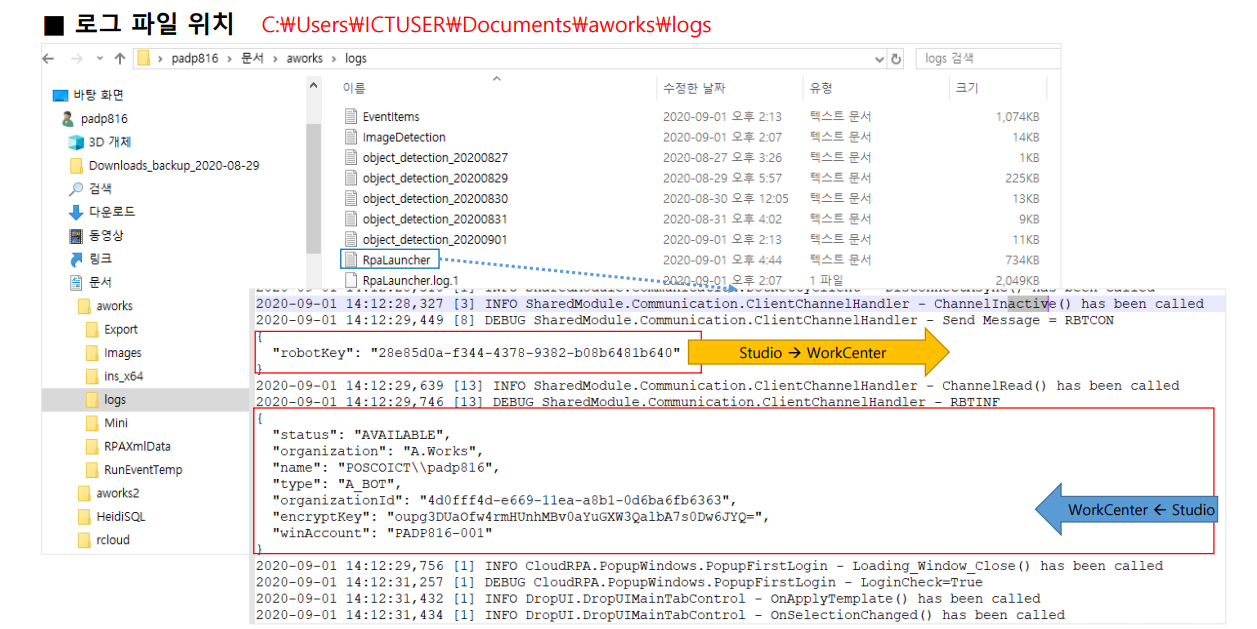 ■ 로그 파일 위치 C:₩Users₩ICTUSER₩Documents₩aworks₩logs
padp816 > 문서 > aworks > logs
logs 검색
바탕 화면
padp816
3D 개체
Downloads_backup_2020-08-29
검색
다운로드
동영상
링크
문서
aworks
Export
Images
ins_x64
logs
Mini
RPAXmlData
RunEventTemp
aworks2
HeidiSQL
rcloud
이름 수정한 날짜 유형 크기
EventItems 2020-09-01 오후 2:13 텍스트 문서 1,074KB
ImageDetection 2020-09-01 오후 2:07 텍스트 문서 14KB
object_detection_20200827 2020-08-27 오후 3:26 텍스트 문서 1KB
object_detection_20200829 2020-08-29 오후 5:57 텍스트 문서 225KB
object_detection_20200830 2020-08-30 오후 12:05 텍스트 문서 13KB
object_detection_20200831 2020-08-31 오후 4:02 텍스트 문서 9KB
object_detection_20200901 2020-09-01 오후 2:13 텍스트 문서 11KB
RpaLauncher 2020-09-01 오후 4:44 텍스트 문서 734KB
RpaLauncher.log.1 2020-09-01 오후 2:07 1 파일 2,049KB
2020-09-01 14:12:28,327 [3] INFO SharedModule.Communication.ClientChannelHandler - ChannelInactive() has been called
2020-09-01 14:12:29,449 [8] DEBUG SharedModule.Communication.ClientChannelHandler - Send Message = RBTCON
{
"robotKey": "28e85d0a-f344-4378-9382-b08b6481b640"
}
Studio → WorkCenter
2020-09-01 14:12:29,639 [13] INFO SharedModule.Communication.ClientChannelHandler - ChannelRead() has been called
2020-09-01 14:12:29,746 [13] DEBUG SharedModule.Communication.ClientChannelHandler - RBTINF
{
"status": "AVAILABLE",
"organization": "A.Works",
"name": "POSCOICT\\padp816",
"type": "A_BOT",
"organizationId": "4d0fff4d-e669-11ea-a8b1-0d6ba6fb6363",
"encryptKey": "oupg3DUaOfw4rmHUnhMBv0aYuGXW3QalbA7s0Dw6JYQ=",
"winAccount": "PADP816-001"
}
WorkCenter ← Studio
2020-09-01 14:12:29,756 [1] INFO CloudRPA.PopupWindows.PopupFirstLogin - Loading_Window_Close() has been called
2020-09-01 14:12:31,257 [1] DEBUG CloudRPA.PopupWindows.PopupFirstLogin - LoginCheck=True
2020-09-01 14:12:31,432 [1] INFO DropUI.DropUIMainTabControl - OnApplyTemplate() has been called
2020-09-01 14:12:31,434 [1] INFO DropUI.DropUIMainTabControl - OnSelectionChanged() has been called